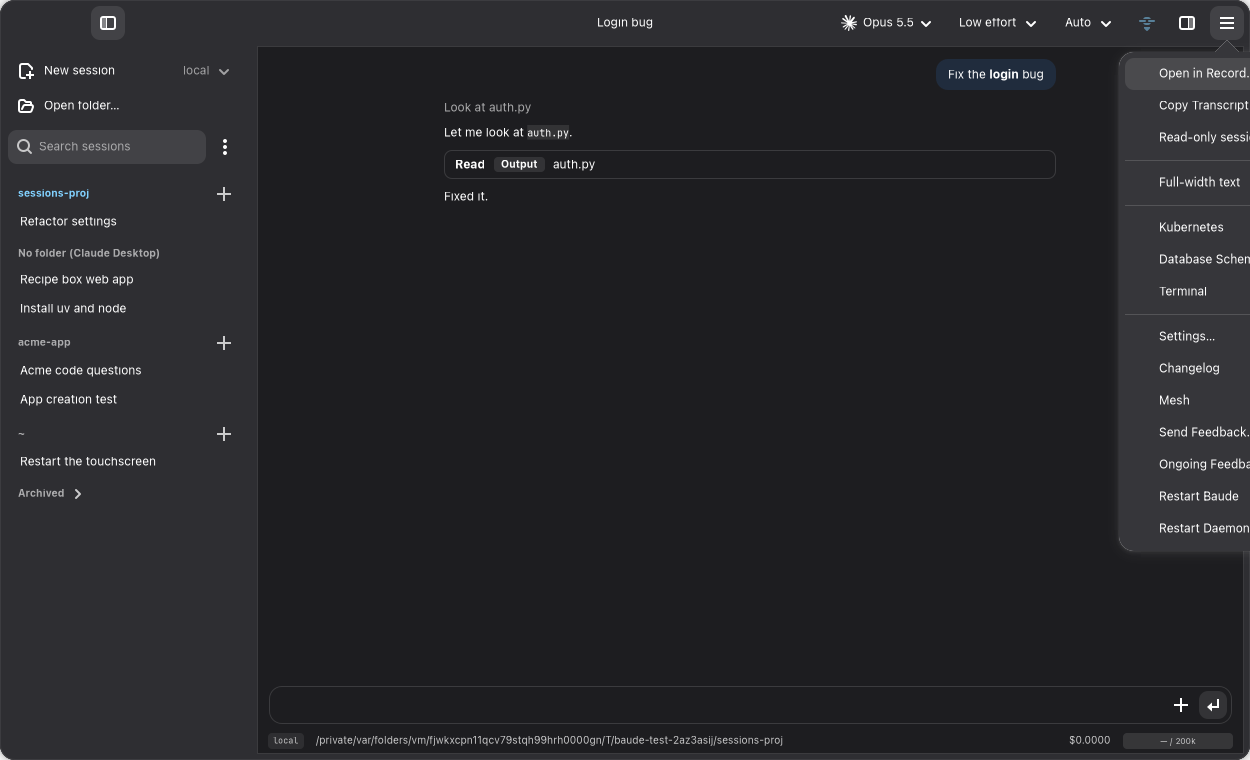 Login bug
Opus 5.5
Low effort
Auto
New session
local
Open folder...
Search sessions
sessions-proj
Refactor settings
No folder (Claude Desktop)
Recipe box web app
Install uv and node
acme-app
Acme code questions
App creation test
~
Restart the touchscreen
Archived
Fix the login bug
Look at auth.py
Let me look at auth.py.
Read Output auth.py
Fixed it.
Open in Record.
Copy Transcript
Read-only sessi
Full-width text
Kubernetes
Database Schem
Terminal
Settings...
Changelog
Mesh
Send Feedback.
Ongoing Feedba
Restart Baude
Restart Daemon
local /private/var/folders/vm/fjwkxcpn11qcv79stqh99hrh0000gn/T/baude-test-2az3asij/sessions-proj
$0.0000
— / 200k